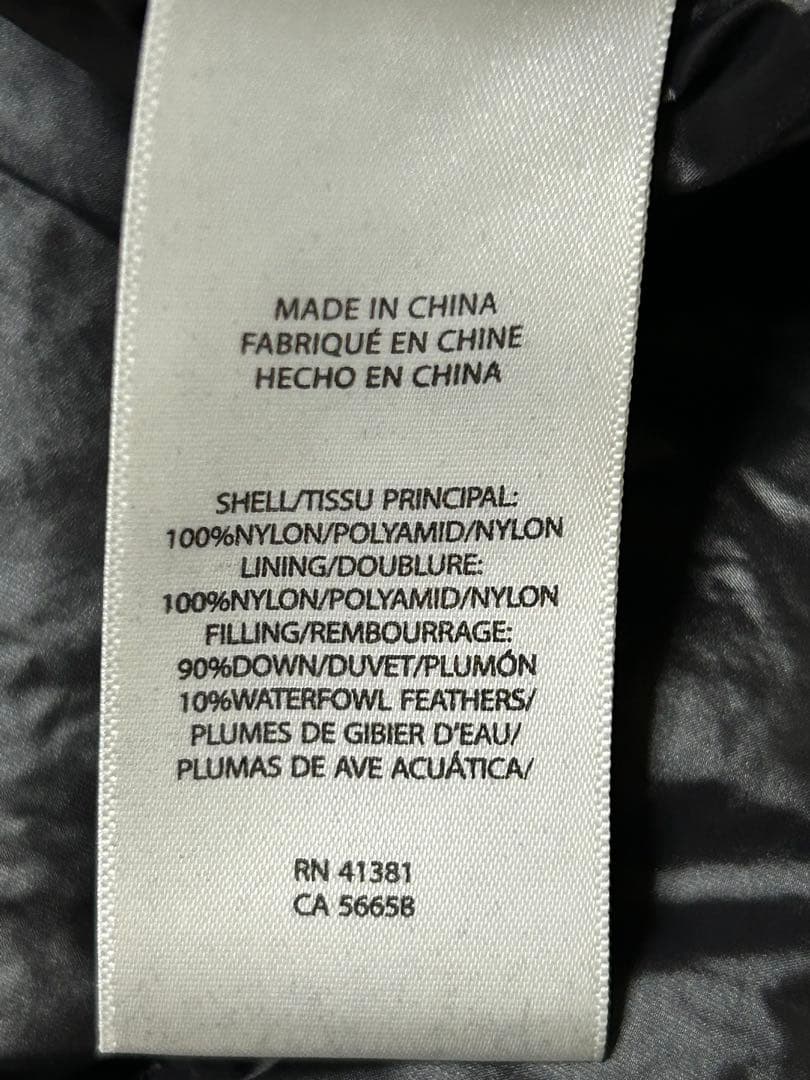 MADE IN CHINA
FABRIQUÉ EN CHINE
HECHO EN CHINA
SHELL/TISSU PRINCIPAL:
100%NYLON/POLYAMID/NYLON
LINING/DOUBLURE:
100%NYLON/POLYAMID/NYLON
FILLING/REMBOURRAGE:
90%DOWN/DUVET/PLUMÓN
10%WATERFOWL FEATHERS/
PLUMES DE GIBIER D'EAU/
PLUMAS DE AVE ACUÁTICA/
RN 41381
CA 56658